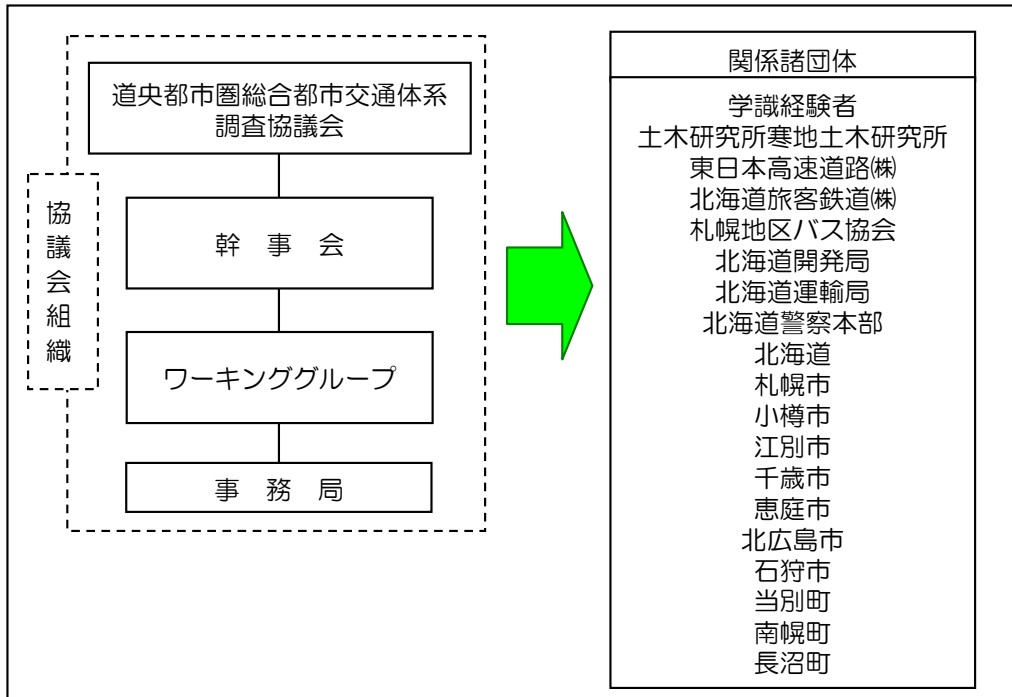 協議会組織
道央都市圏総合都市交通体系
調査協議会
幹　事　会
ワーキンググループ
事　務　局
関係諸団体
学識経験者
土木研究所寒地土木研究所
東日本高速道路㈱
北海道旅客鉄道㈱
札幌地区バス協会
北海道開発局
北海道運輸局
北海道警察本部
北海道
札幌市
小樽市
江別市
千歳市
恵庭市
北広島市
石狩市
当別町
南幌町
長沼町